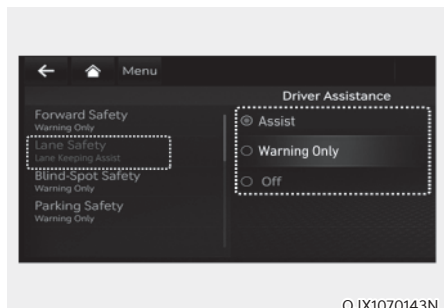 Menu
Driver Assistance
Forward Safety
Warning Only
Lane Safety
Lane Keeping Assist
Blind-Spot Safety
Warning Only
Parking Safety
Warning Only
Assist
Warning Only
Off
OJX1070143N